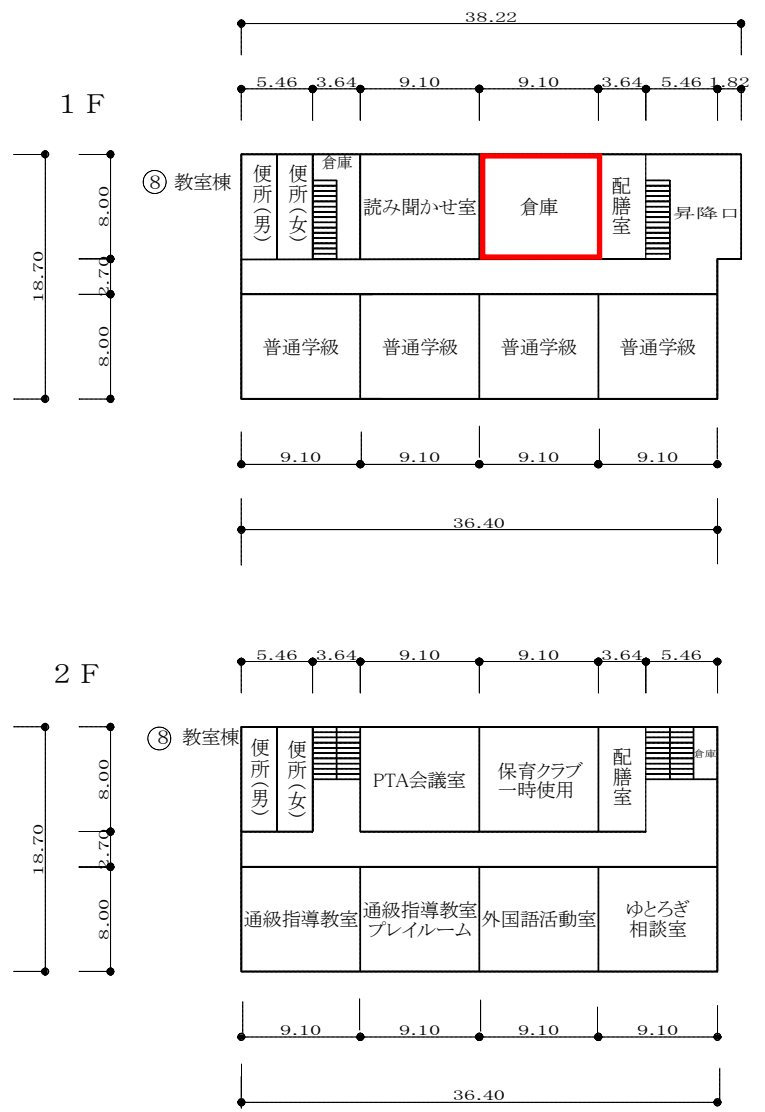 38.22
5.46 3.64 9.10 9.10 3.64 5.46 1.82
1F
⑧ 教室棟
便所(男)
便所(女)
倉庫
読み聞かせ室
倉庫
配膳室
昇降口
8.00
2.70
8.00
18.70
普通学級 普通学級 普通学級 普通学級
9.10 9.10 9.10 9.10
36.40
2F
5.46 3.64 9.10 9.10 3.64 5.46
⑧ 教室棟
便所(男)
便所(女)
PTA会議室
保育クラブ
一時使用
配膳室
倉庫
8.00
2.70
8.00
18.70
通級指導教室
通級指導教室
プレイルーム
外国語活動室
ゆとろぎ
相談室
9.10 9.10 9.10 9.10
36.40